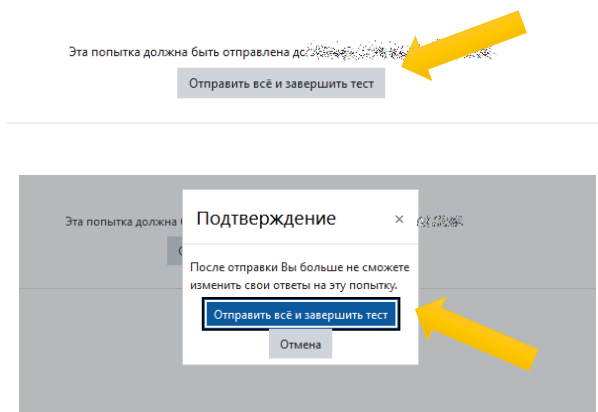 Эта попытка должна быть отправлена до
Отправить всё и завершить тест
Эта попытка должна
Подтверждение ×
После отправки Вы больше не сможете
изменить свои ответы на эту попытку.
Отправить всё и завершить тест
Отмена